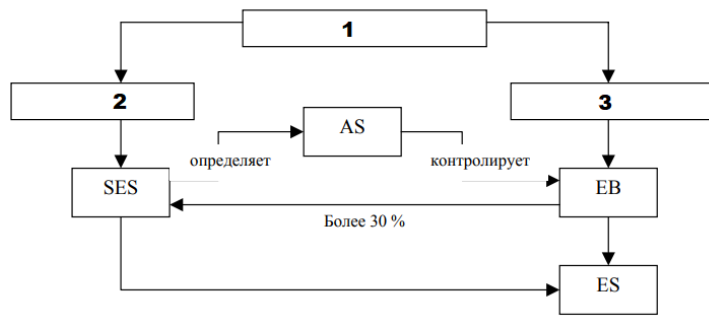 1
2
3
AS
определяет
контролирует
SES
EB
Более 30 %
ES